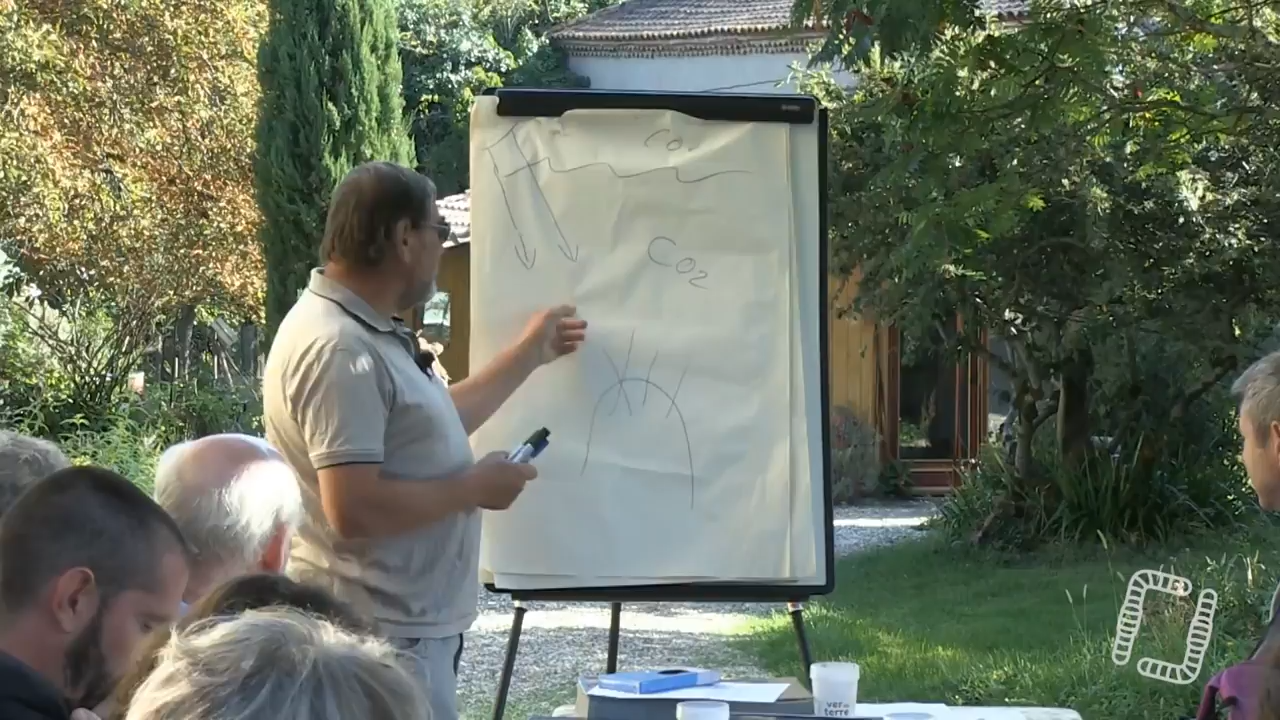 Co₂
Co₂
ver de
terre